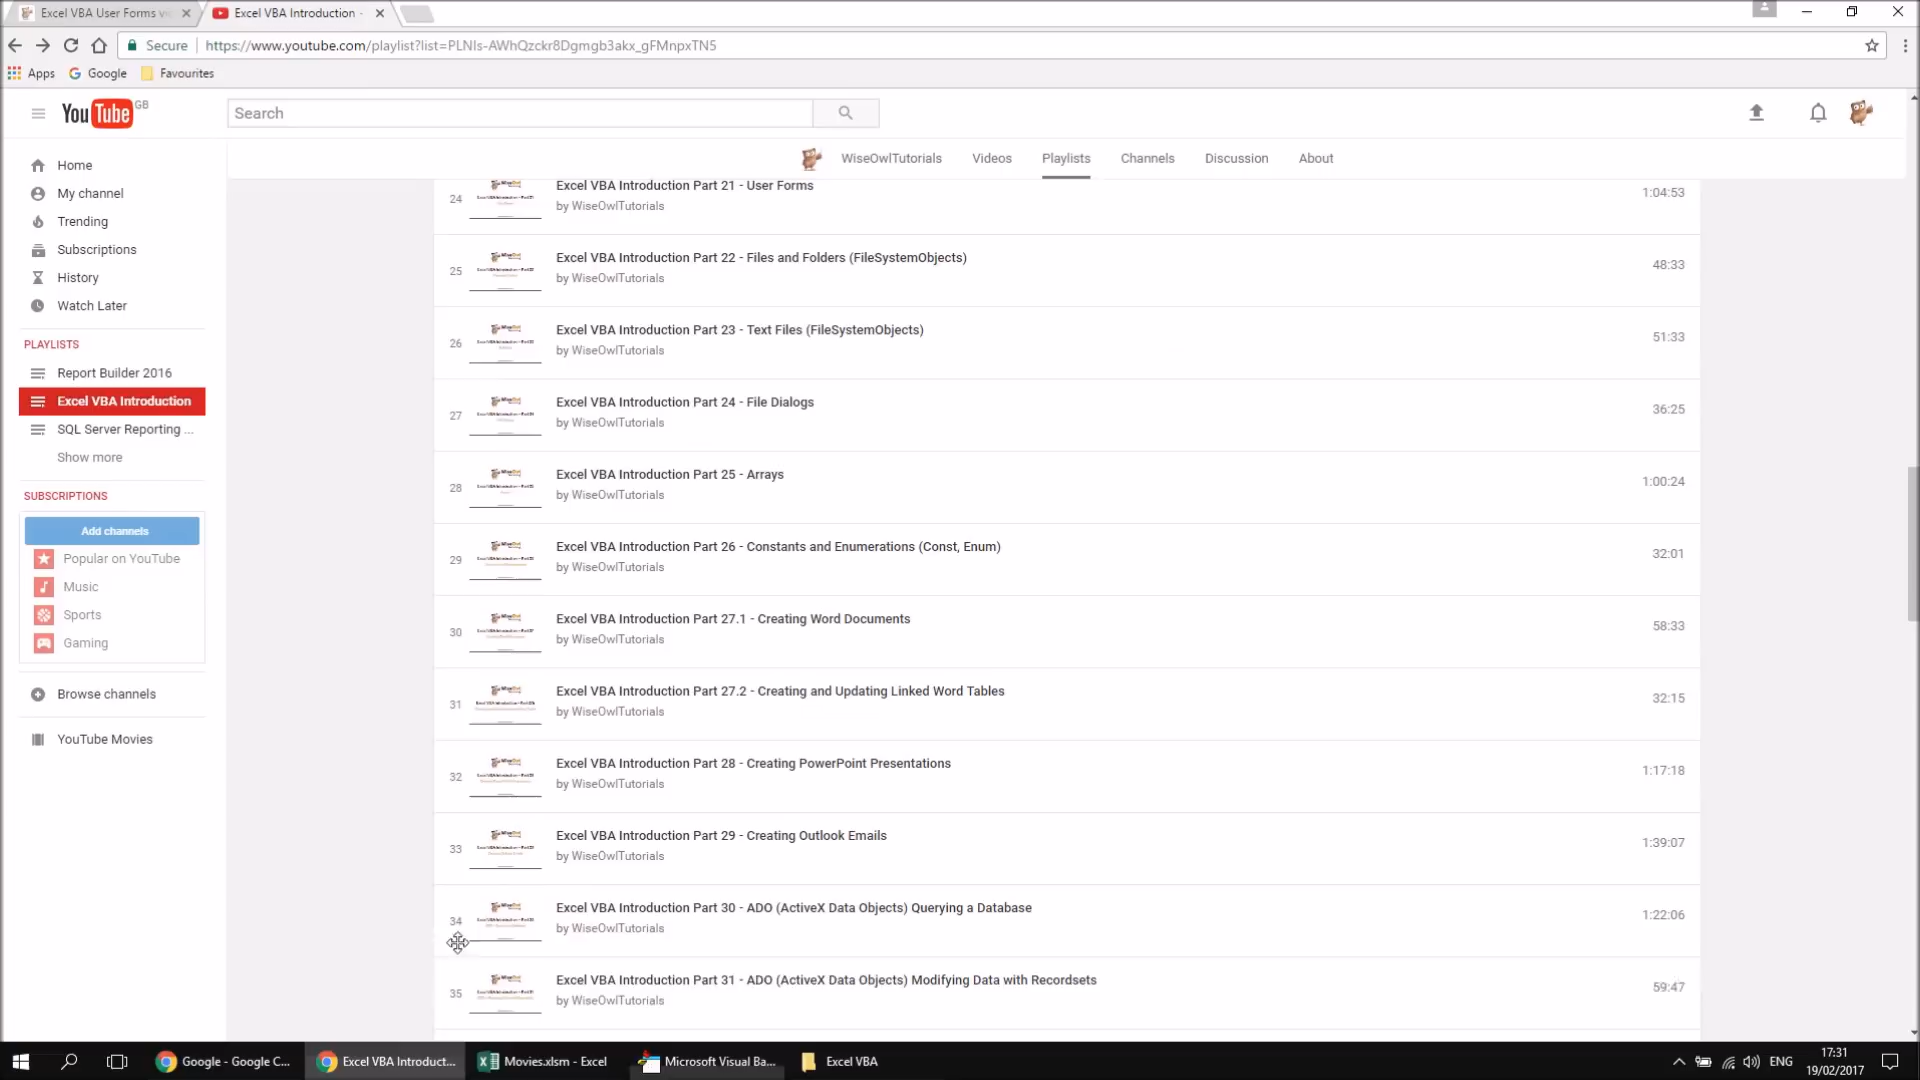 Excel VBA User Forms vi
Excel VBA Introduction -
Secure
https://www.youtube.com/playlist?list=PLNIs-AWhQzckr8Dgmgb3akx_gFMnpxTN5
Apps
Google
Favourites
YouTube GB
Search
WiseOwlTutorials
Videos
Playlists
Channels
Discussion
About
Home
My channel
Trending
Subscriptions
History
Watch Later
PLAYLISTS
Report Builder 2016
Excel VBA Introduction
SQL Server Reporting ...
Show more
SUBSCRIPTIONS
Add channels
Popular on YouTube
Music
Sports
Gaming
Browse channels
YouTube Movies
24 Excel VBA Introduction Part 21 - User Forms 1:04:53
by WiseOwlTutorials
25 Excel VBA Introduction Part 22 - Files and Folders (FileSystemObjects) 48:33
by WiseOwlTutorials
26 Excel VBA Introduction Part 23 - Text Files (FileSystemObjects) 51:33
by WiseOwlTutorials
27 Excel VBA Introduction Part 24 - File Dialogs 36:25
by WiseOwlTutorials
28 Excel VBA Introduction Part 25 - Arrays 1:00:24
by WiseOwlTutorials
29 Excel VBA Introduction Part 26 - Constants and Enumerations (Const, Enum) 32:01
by WiseOwlTutorials
30 Excel VBA Introduction Part 27.1 - Creating Word Documents 58:33
by WiseOwlTutorials
31 Excel VBA Introduction Part 27.2 - Creating and Updating Linked Word Tables 32:15
by WiseOwlTutorials
32 Excel VBA Introduction Part 28 - Creating PowerPoint Presentations 1:17:18
by WiseOwlTutorials
33 Excel VBA Introduction Part 29 - Creating Outlook Emails 1:39:07
by WiseOwlTutorials
34 Excel VBA Introduction Part 30 - ADO (ActiveX Data Objects) Querying a Database 1:22:06
by WiseOwlTutorials
35 Excel VBA Introduction Part 31 - ADO (ActiveX Data Objects) Modifying Data with Recordsets 59:47
by WiseOwlTutorials
Google - Google C...
Excel VBA Introduct...
Movies.xlsm - Excel
Microsoft Visual Ba...
Excel VBA
ENG
17:31
19/02/2017